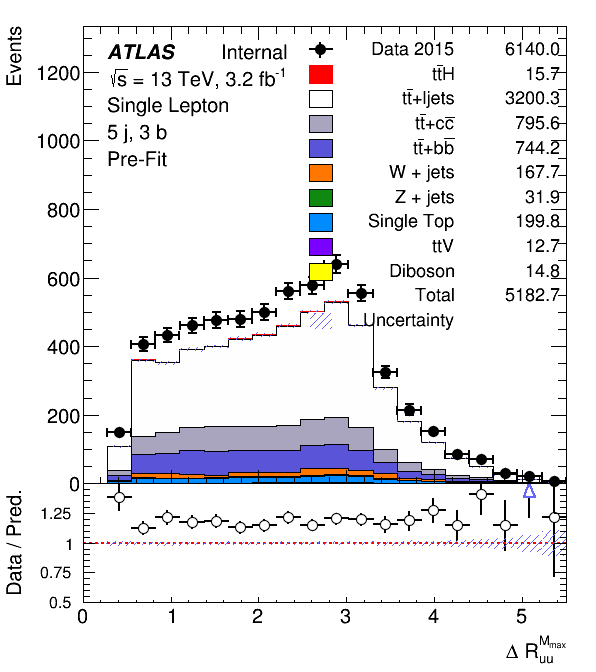 Events
1200
1000
800
600
400
200
0
ATLAS Internal
√s = 13 TeV, 3.2 fb⁻¹
Single Lepton
5 j, 3 b
Pre-Fit
Data 2015 6140.0
tt̄H 15.7
tt̄+ljets 3200.3
tt̄+cc̄ 795.6
tt̄+bb̄ 744.2
W + jets 167.7
Z + jets 31.9
Single Top 199.8
ttV 12.7
Diboson 14.8
Total 5182.7
Uncertainty
Data / Pred.
1.25
1
0.75
0.5
0 1 2 3 4 5
Δ R_uu^M_max